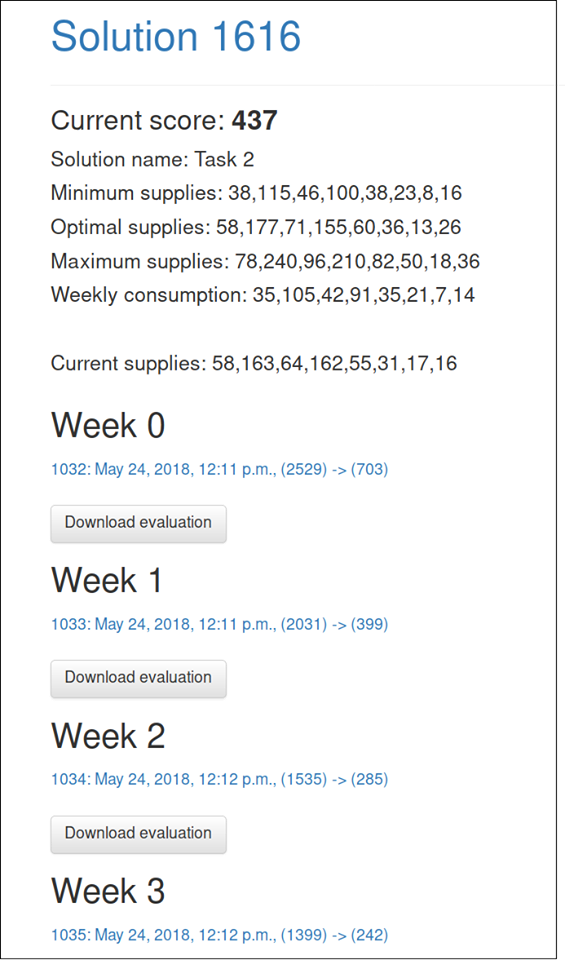 Solution 1616
Current score: 437
Solution name: Task 2
Minimum supplies: 38,115,46,100,38,23,8,16
Optimal supplies: 58,177,71,155,60,36,13,26
Maximum supplies: 78,240,96,210,82,50,18,36
Weekly consumption: 35,105,42,91,35,21,7,14
Current supplies: 58,163,64,162,55,31,17,16
Week 0
1032: May 24, 2018, 12:11 p.m., (2529) -> (703)
Download evaluation
Week 1
1033: May 24, 2018, 12:11 p.m., (2031) -> (399)
Download evaluation
Week 2
1034: May 24, 2018, 12:12 p.m., (1535) -> (285)
Download evaluation
Week 3
1035: May 24, 2018, 12:12 p.m., (1399) -> (242)